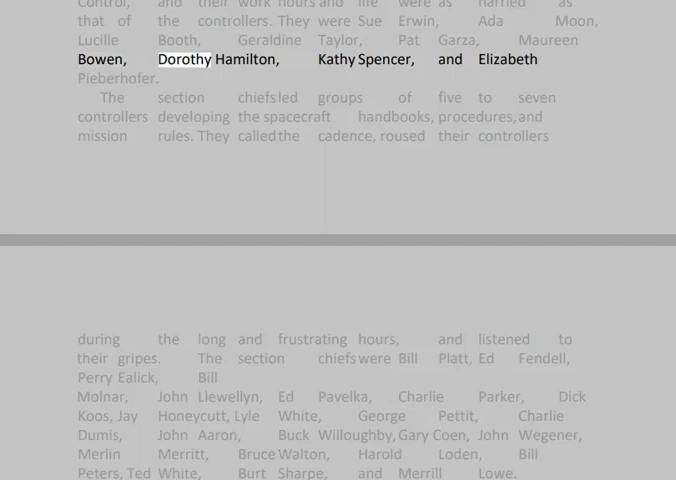 Control, and their work hours and life were as harried as
that of the controllers. They were Sue Erwin, Ada Moon,
Lucille Booth, Geraldine Taylor, Pat Garza, Maureen
Bowen, Dorothy Hamilton, Kathy Spencer, and Elizabeth
Pieberhofer.
The section chiefs led groups of five to seven
controllers developing the spacecraft handbooks, procedures, and
mission rules. They called the cadence, roused their controllers
during the long and frustrating hours, and listened to
their gripes. The section chiefs were Bill Platt, Ed Fendell,
Perry Ealick, Bill
Molnar, John Llewellyn, Ed Pavelka, Charlie Parker, Dick
Koos, Jay Honeycutt, Lyle White, George Pettit, Charlie
Dumis, John Aaron, Buck Willoughby, Gary Coen, John Wegener,
Merlin Merritt, Bruce Walton, Harold Loden, Bill
Peters, Ted White, Burt Sharpe, and Merrill Lowe.